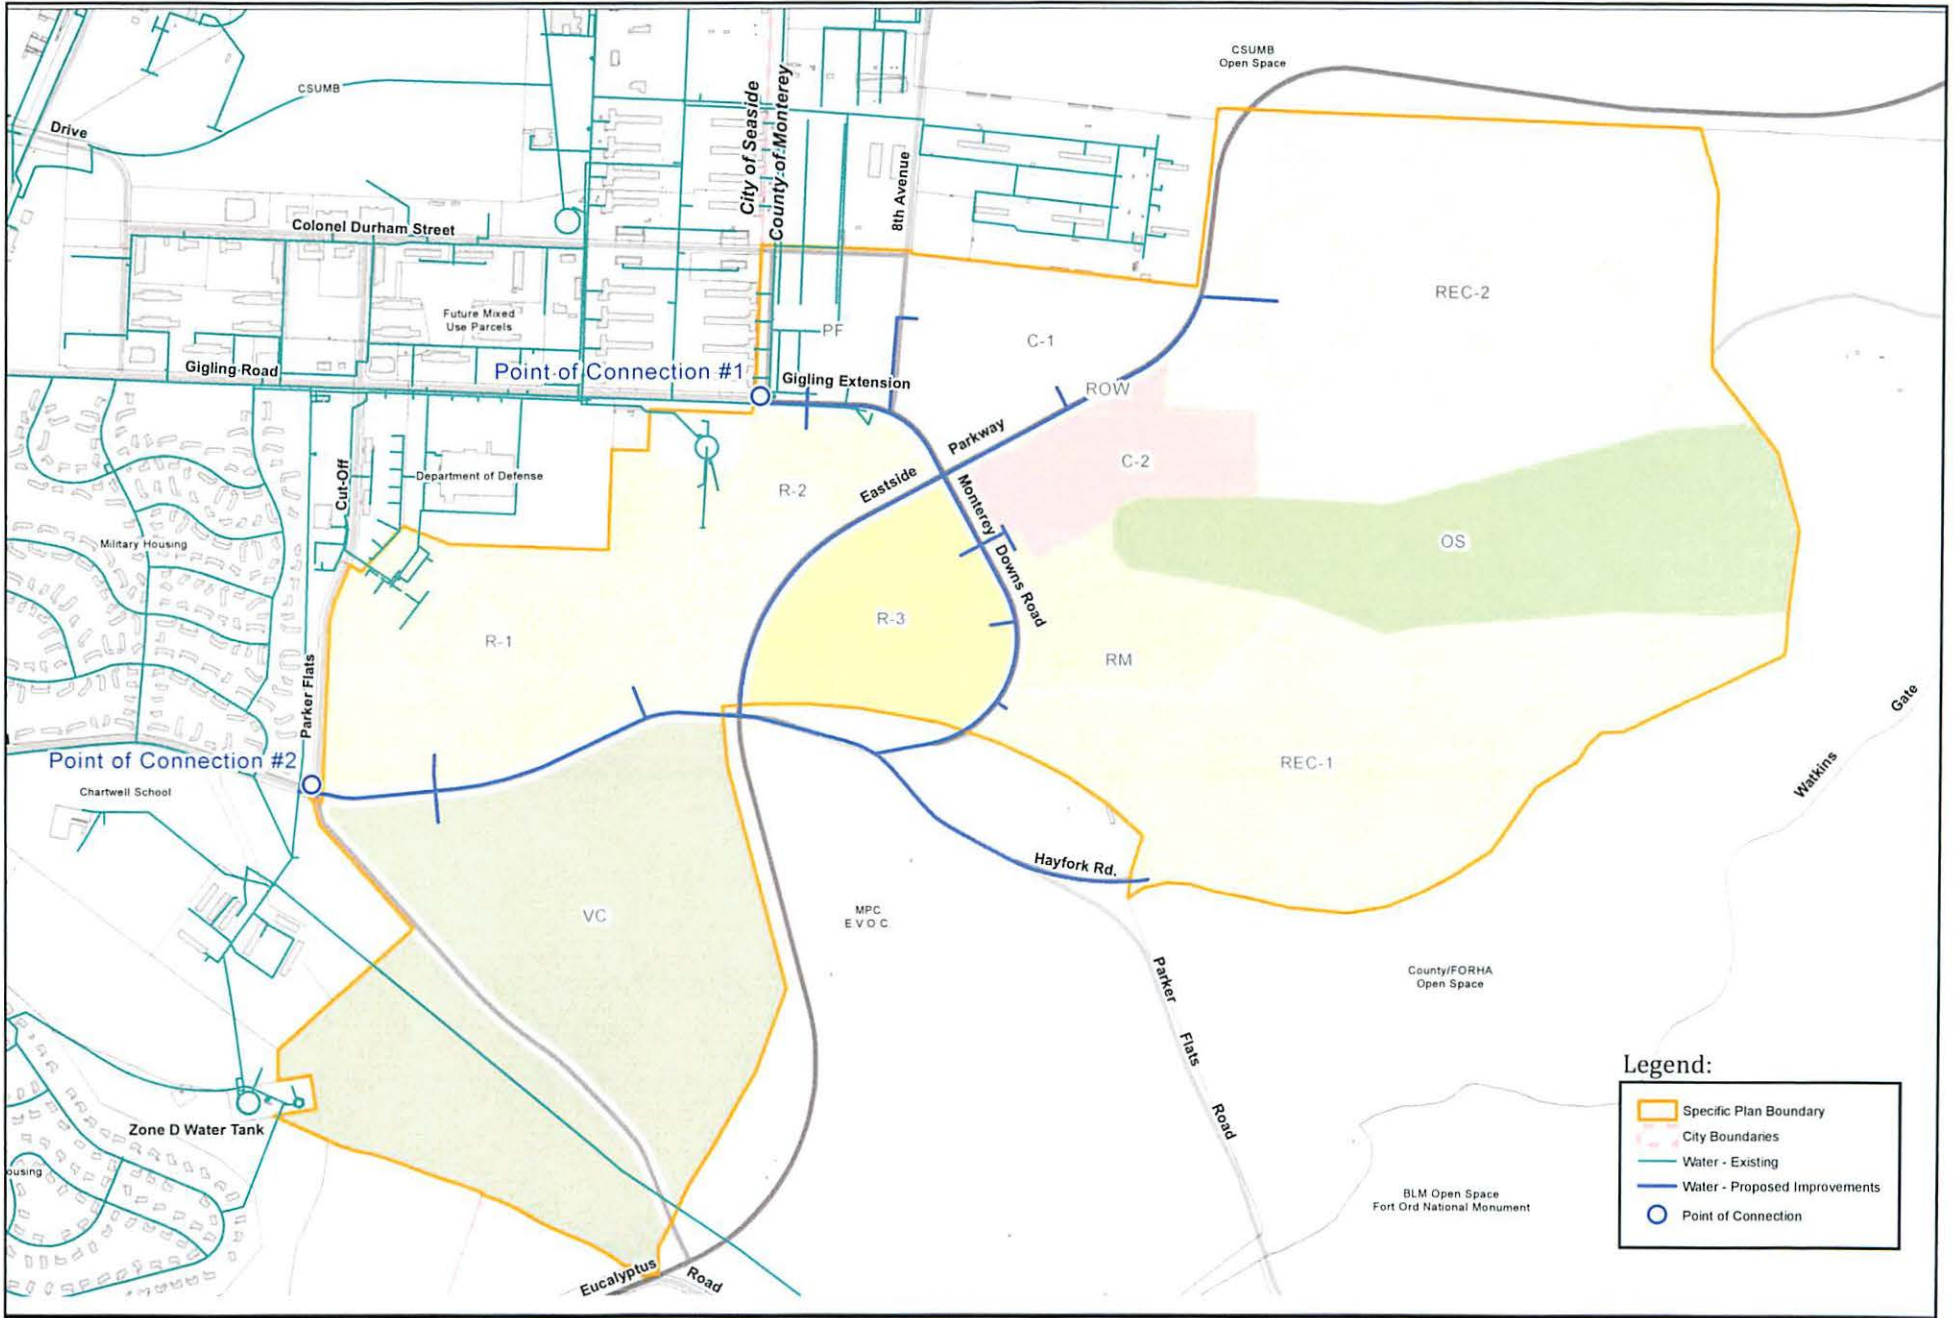 CSUMB
Open Space
CSUMB
Drive
City of Seaside
County of Monterey
8th Avenue
Colonel Durham Street
REC-2
Future Mixed
Use Parcels
PF
C-1
Gigling Road
Point of Connection #1
Gigling Extension
ROW
Parkway
Eastside
C-2
Cut-Off
Department of Defense
R-2
Monterey
Downs Road
OS
Military Housing
R-1
R-3
RM
Parker Flats
Gate
Watkins
Point of Connection #2
Chartwell School
REC-1
Hayfork Rd.
VC
MPC
EVOC
County/FORHA
Open Space
Parker
Flats
Road
Zone D Water Tank
ousing
BLM Open Space
Fort Ord National Monument
Eucalyptus
Road
Legend:
Specific Plan Boundary
City Boundaries
Water - Existing
Water - Proposed Improvements
Point of Connection